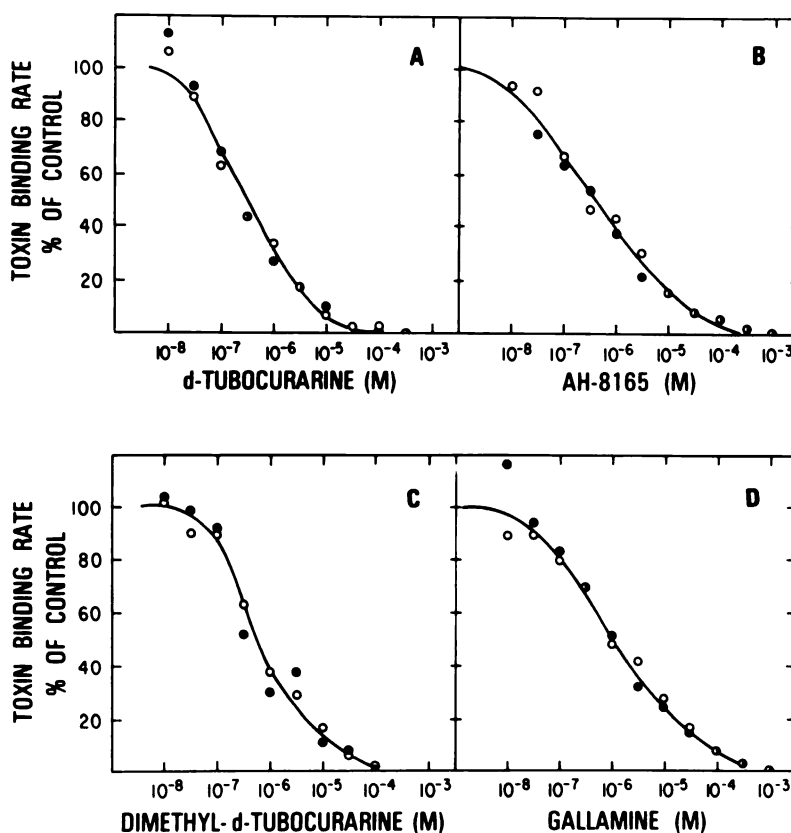 TOXIN BINDING RATE
% OF CONTROL
100
80
60
40
20
A
10⁻⁸ 10⁻⁷ 10⁻⁶ 10⁻⁵ 10⁻⁴ 10⁻³
d-TUBOCURARINE (M)
B
10⁻⁸ 10⁻⁷ 10⁻⁶ 10⁻⁵ 10⁻⁴ 10⁻³
AH-8165 (M)
TOXIN BINDING RATE
% OF CONTROL
100
80
60
40
20
C
10⁻⁸ 10⁻⁷ 10⁻⁶ 10⁻⁵ 10⁻⁴ 10⁻³
DIMETHYL-d-TUBOCURARINE (M)
D
10⁻⁸ 10⁻⁷ 10⁻⁶ 10⁻⁵ 10⁻⁴ 10⁻³
GALLAMINE (M)